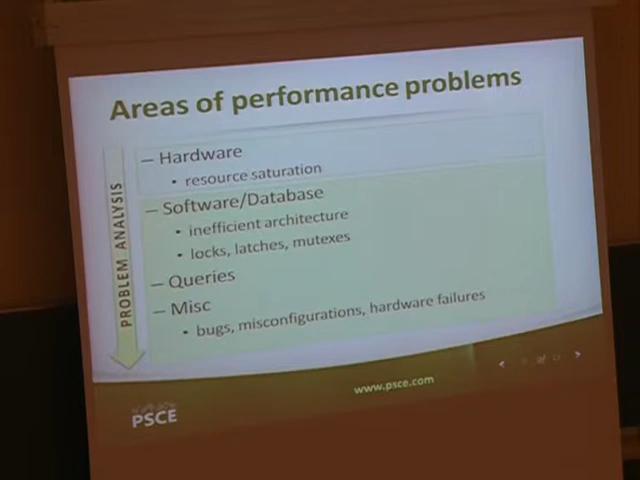 Areas of performance problems
PROBLEM ANALYSIS
– Hardware
• resource saturation
– Software/Database
• inefficient architecture
• locks, latches, mutexes
– Queries
– Misc
• bugs, misconfigurations, hardware failures
www.psce.com
PSCE